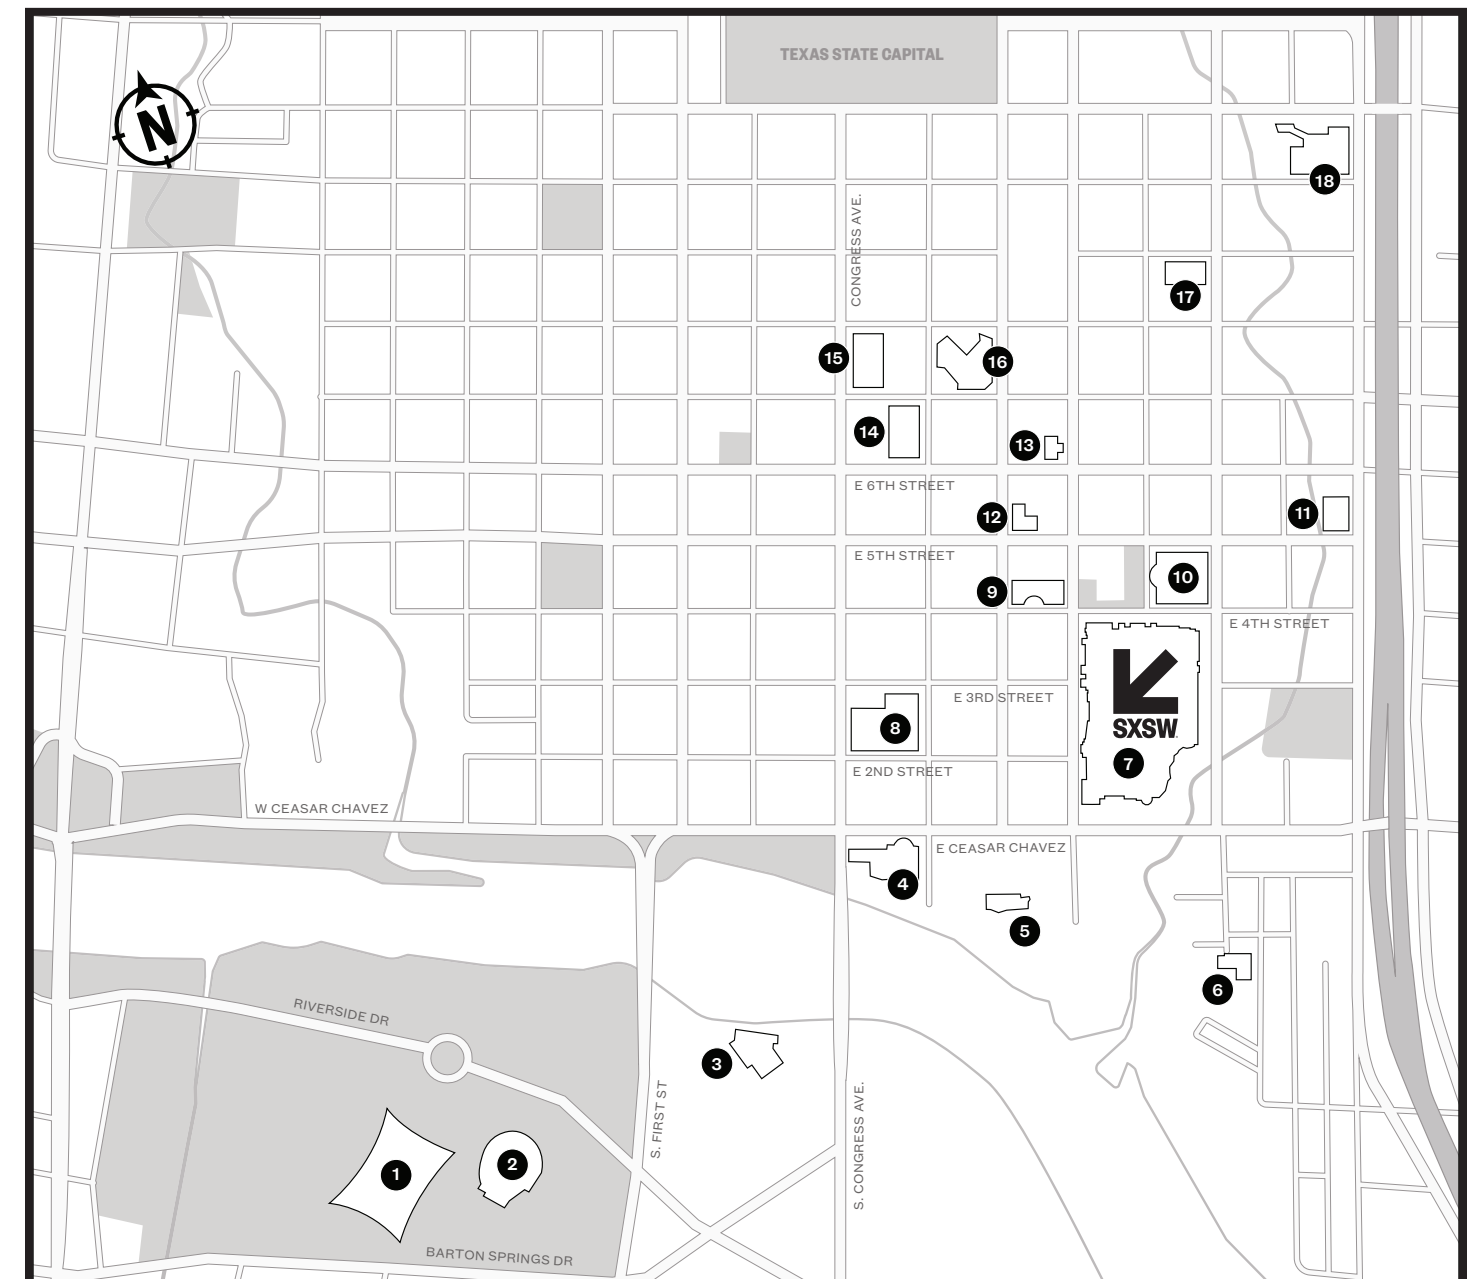 TEXAS STATE CAPITAL
N
18
CONGRESS AVE.
17
15
16
14
13
E 6TH STREET
12
11
E 5TH STREET
10
9
E 4TH STREET
E 3RD STREET
SXSW
8
7
E 2ND STREET
W CEASAR CHAVEZ
E CEASAR CHAVEZ
4
5
6
RIVERSIDE DR
3
S. FIRST ST
S. CONGRESS AVE.
2
1
BARTON SPRINGS DR